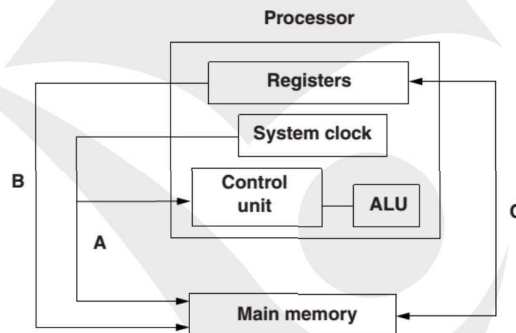 Processor
Registers
System clock
B
Control
unit
ALU
A
C
Main memory